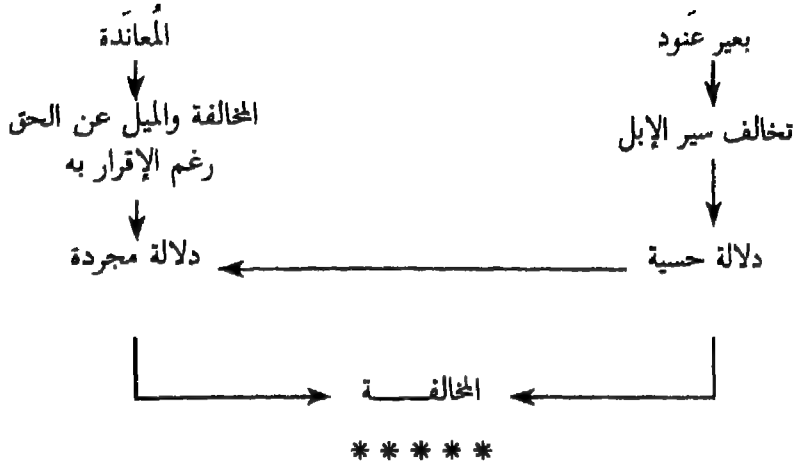 بعير عَنود
المُعانَدة
تخالف سير الإبل
المخالفة والميل عن الحق
رغم الإقرار به
دلالة حسية
دلالة مجردة
المخالفـــــة
*****